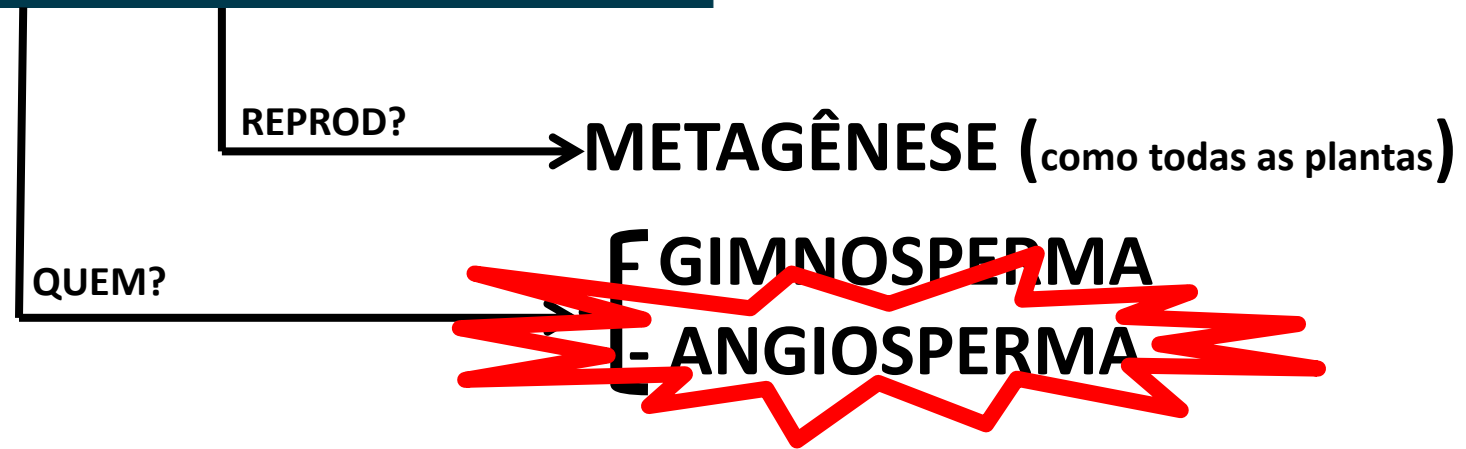 REPROD?
METAGÊNESE (como todas as plantas)
- GIMNOSPERMA
QUEM?
- ANGIOSPERMA